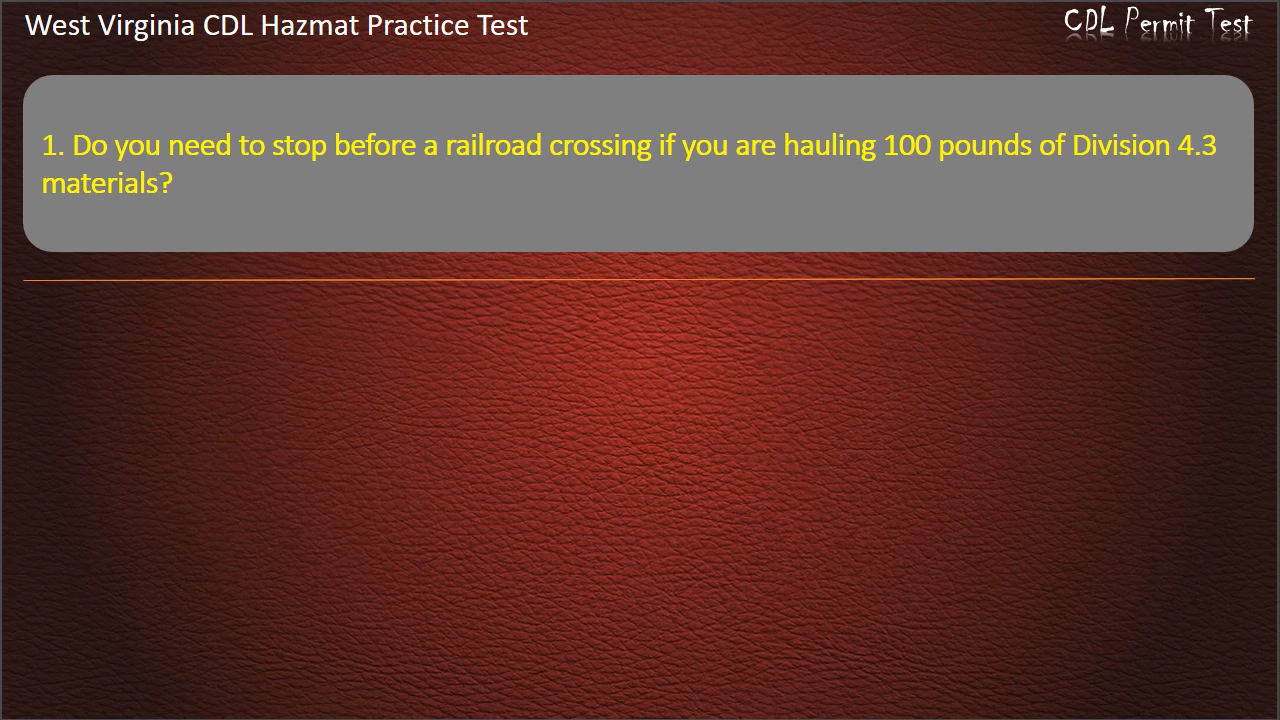 West Virginia CDL Hazmat Practice Test
CDL Permit Test
1. Do you need to stop before a railroad crossing if you are hauling 100 pounds of Division 4.3
materials?